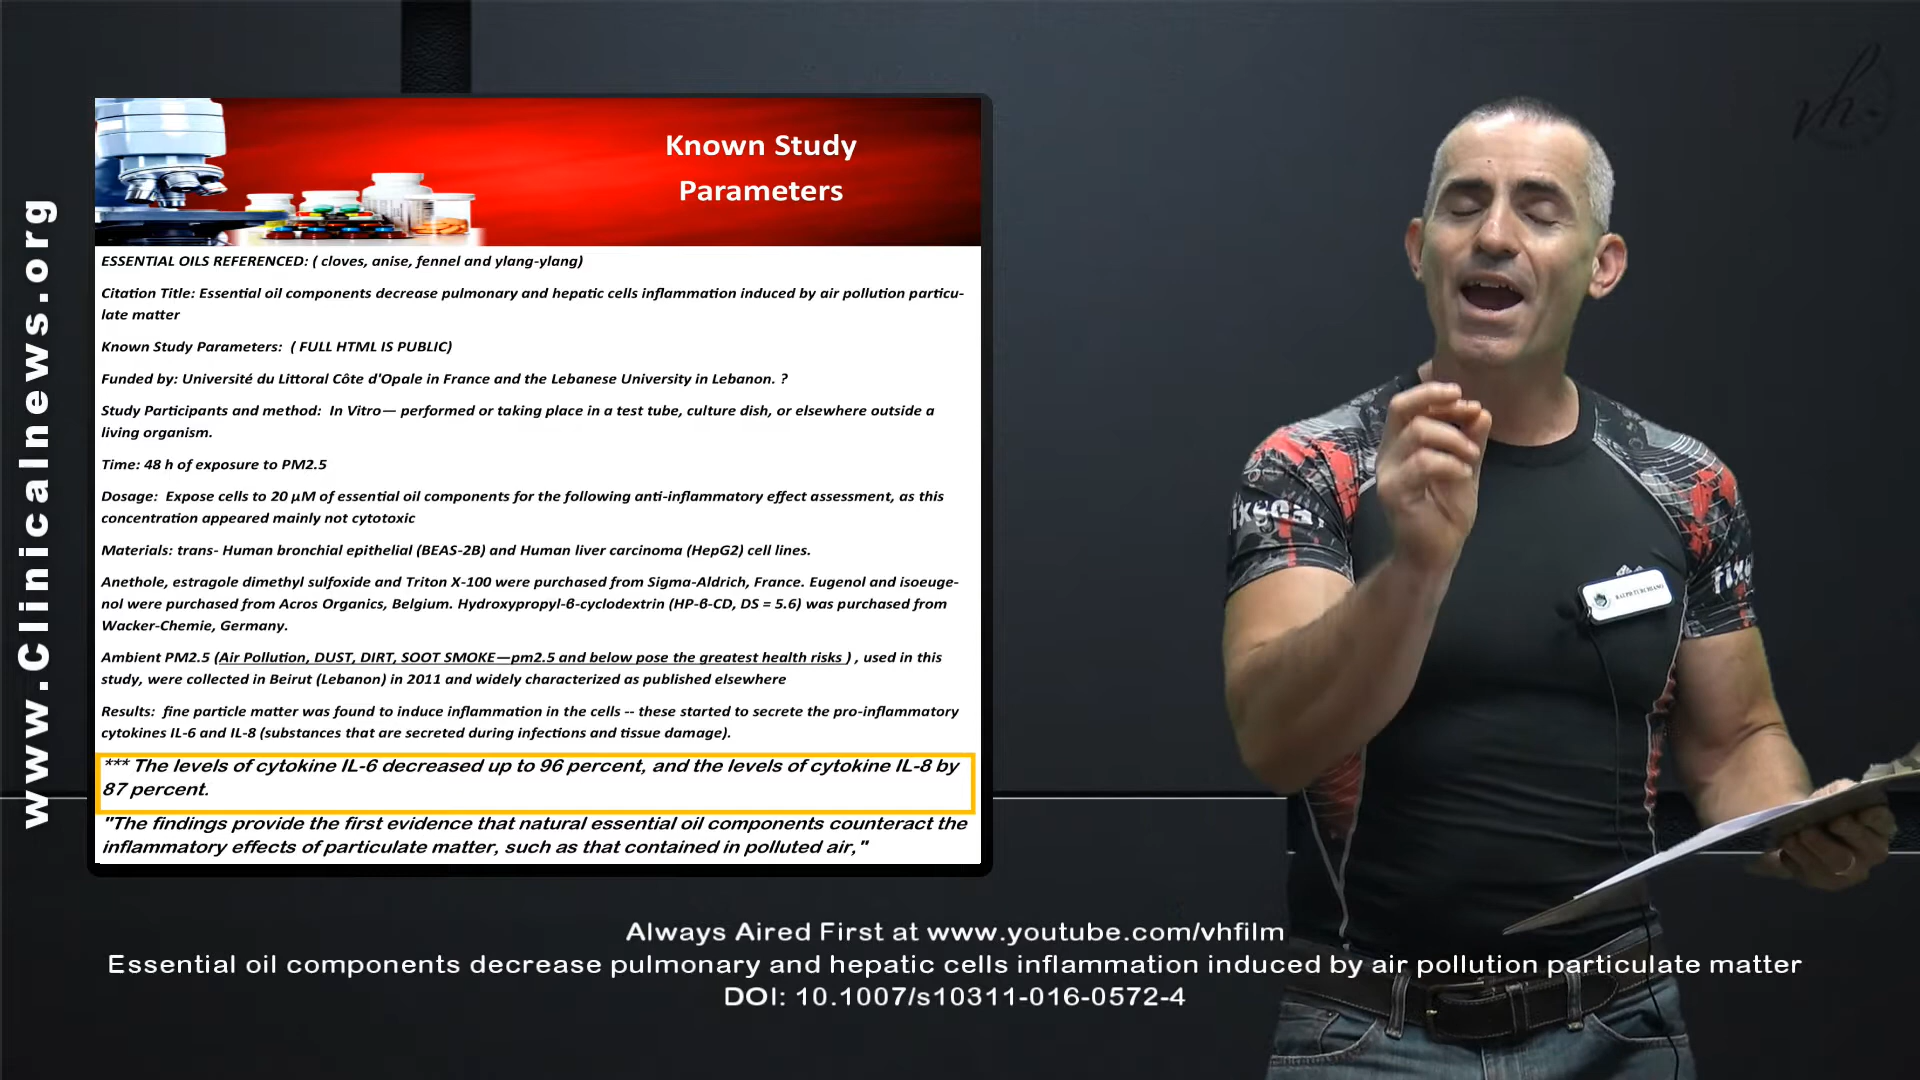 www.Clinicalnews.org
Known Study
Parameters
ESSENTIAL OILS REFERENCED: ( cloves, anise, fennel and ylang-ylang)
Citation Title: Essential oil components decrease pulmonary and hepatic cells inflammation induced by air pollution particu-
late matter
Known Study Parameters: ( FULL HTML IS PUBLIC)
Funded by: Université du Littoral Côte d'Opale in France and the Lebanese University in Lebanon. ?
Study Participants and method: In Vitro— performed or taking place in a test tube, culture dish, or elsewhere outside a
living organism.
Time: 48 h of exposure to PM2.5
Dosage: Expose cells to 20 µM of essential oil components for the following anti-inflammatory effect assessment, as this
concentration appeared mainly not cytotoxic
Materials: trans- Human bronchial epithelial (BEAS-2B) and Human liver carcinoma (HepG2) cell lines.
Anethole, estragole dimethyl sulfoxide and Triton X-100 were purchased from Sigma-Aldrich, France. Eugenol and isoeuge-
nol were purchased from Acros Organics, Belgium. Hydroxypropyl-β-cyclodextrin (HP-β-CD, DS = 5.6) was purchased from
Wacker-Chemie, Germany.
Ambient PM2.5 (Air Pollution, DUST, DIRT, SOOT SMOKE—pm2.5 and below pose the greatest health risks ) , used in this
study, were collected in Beirut (Lebanon) in 2011 and widely characterized as published elsewhere
Results: fine particle matter was found to induce inflammation in the cells -- these started to secrete the pro-inflammatory
cytokines IL-6 and IL-8 (substances that are secreted during infections and tissue damage).
*** The levels of cytokine IL-6 decreased up to 96 percent, and the levels of cytokine IL-8 by
87 percent.
"The findings provide the first evidence that natural essential oil components counteract the
inflammatory effects of particulate matter, such as that contained in polluted air,"
vh
RALPH TURCHIANO
Always Aired First at www.youtube.com/vhfilm
Essential oil components decrease pulmonary and hepatic cells inflammation induced by air pollution particulate matter
DOI: 10.1007/s10311-016-0572-4